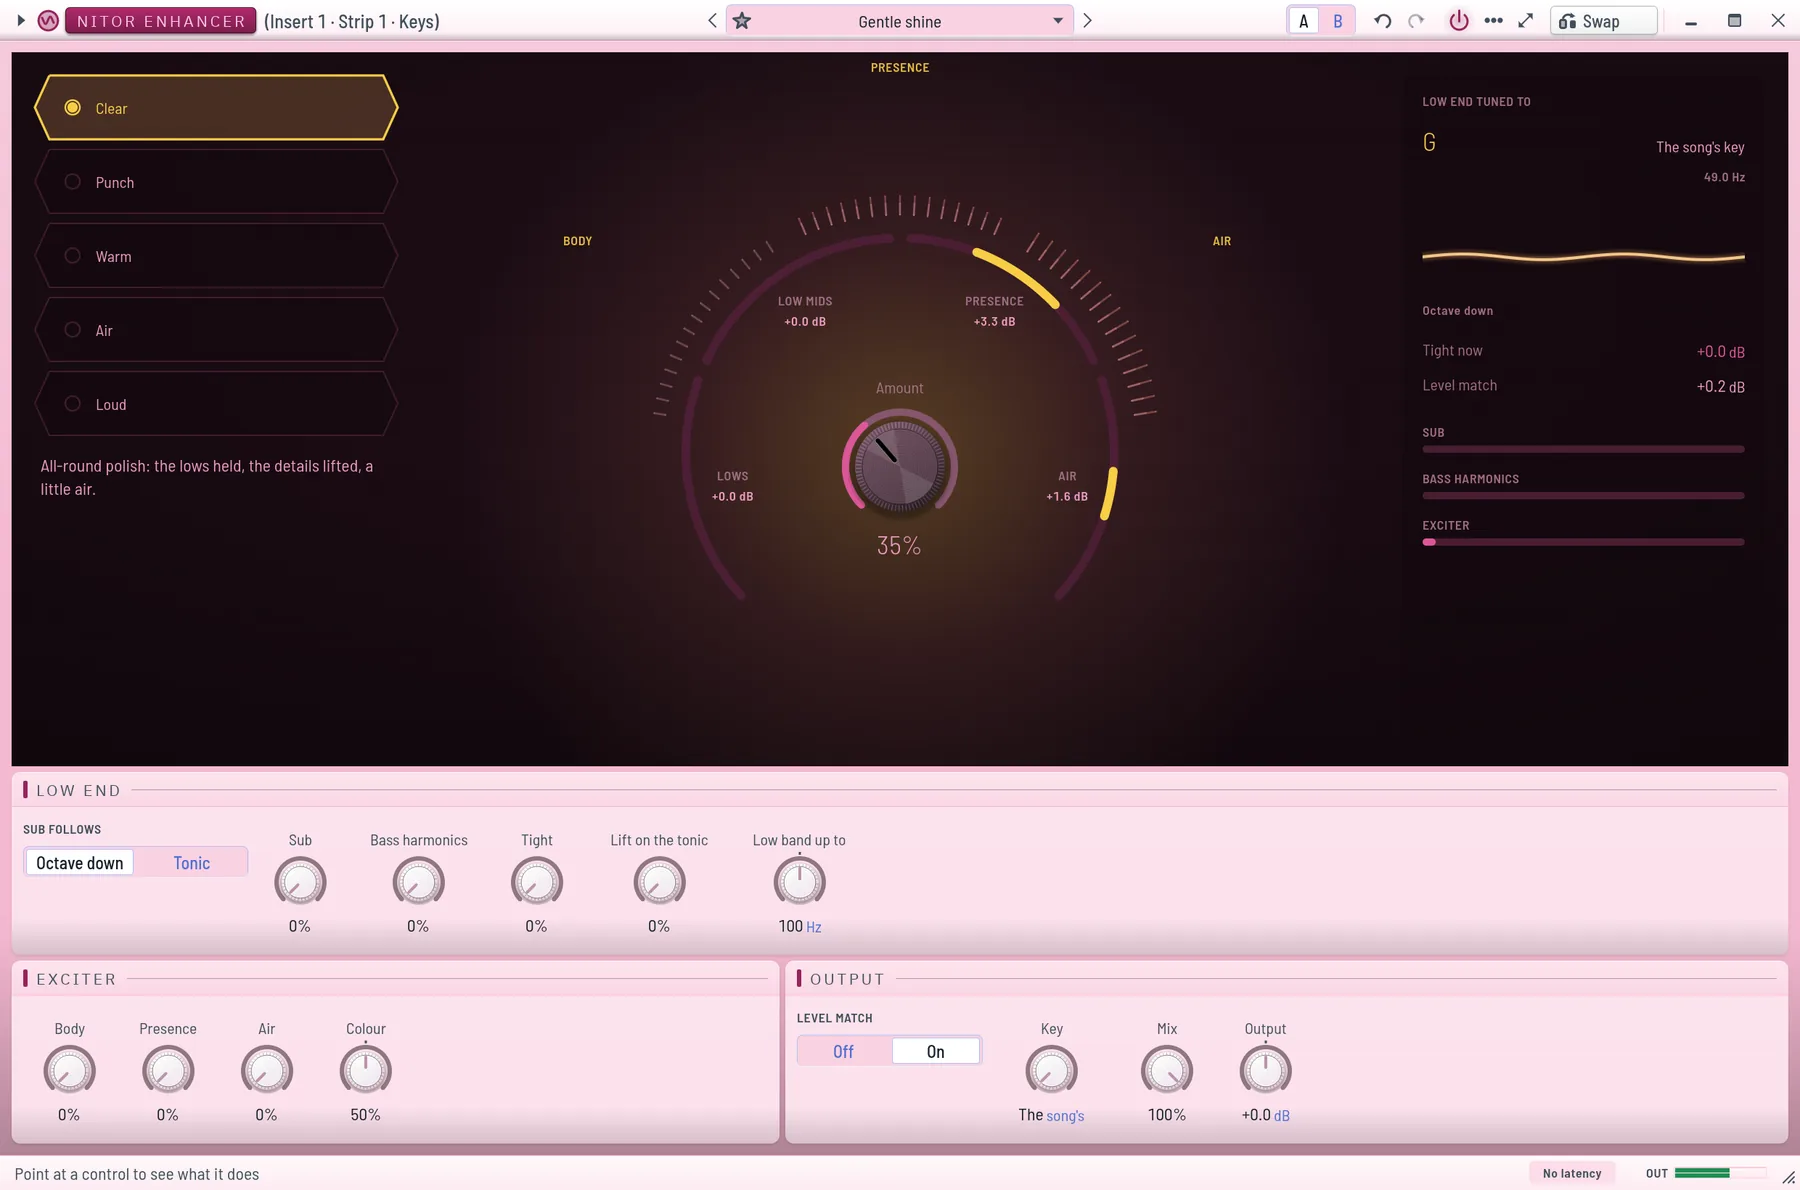 NITOR ENHANCER (Insert 1 · Strip 1 · Keys)
Gentle shine
A B
Swap
Clear
Punch
Warm
Air
Loud
All-round polish: the lows held, the details lifted, a
little air.
PRESENCE
BODY
AIR
LOW MIDS
+0.0 dB
PRESENCE
+3.3 dB
Amount
LOWS
+0.0 dB
AIR
+1.6 dB
35%
LOW END TUNED TO
G
The song's key
49.0 Hz
Octave down
Tight now +0.0 dB
Level match +0.2 dB
SUB
BASS HARMONICS
EXCITER
LOW END
SUB FOLLOWS
Octave down Tonic
Sub Bass harmonics Tight Lift on the tonic Low band up to
0% 0% 0% 0% 100 Hz
EXCITER
Body Presence Air Colour
0% 0% 0% 50%
OUTPUT
LEVEL MATCH
Off On
Key Mix Output
The song's 100% +0.0 dB
Point at a control to see what it does
No latency OUT